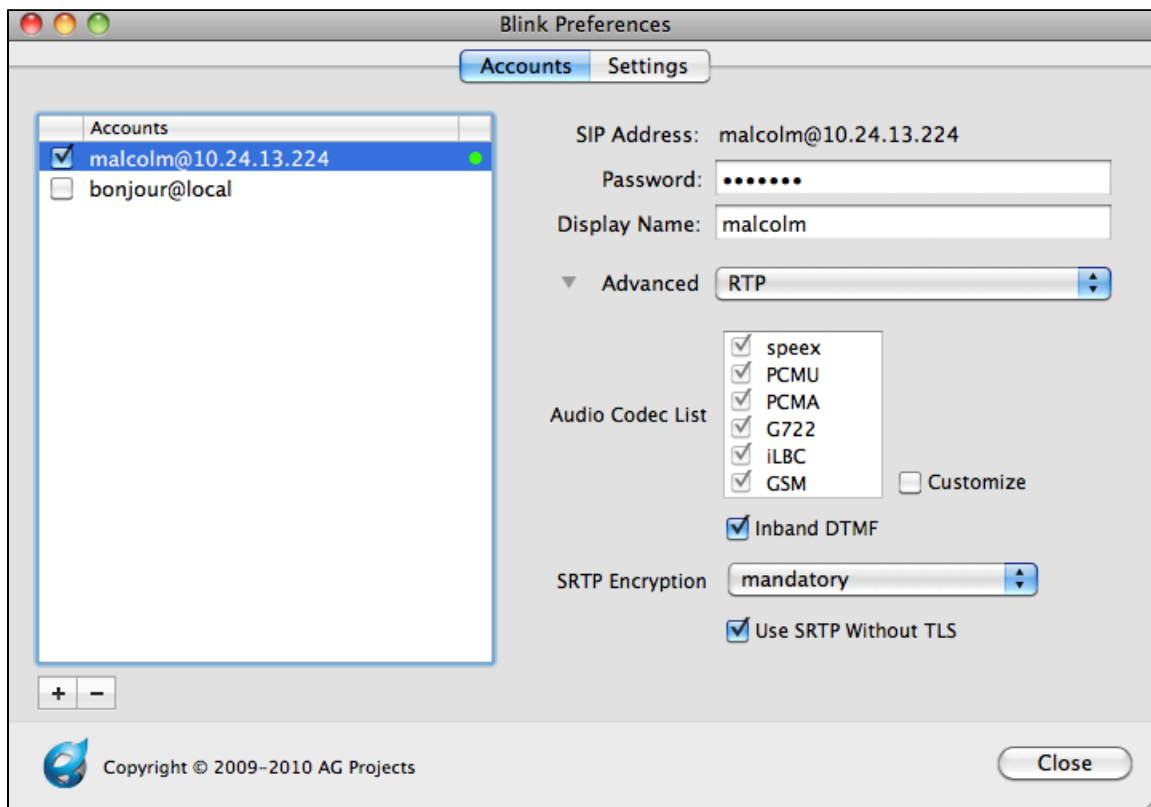 Blink Preferences
Accounts Settings
Accounts
malcolm@10.24.13.224
bonjour@local
SIP Address: malcolm@10.24.13.224
Password: •••••••
Display Name: malcolm
Advanced RTP
Audio Codec List
speex
PCMU
PCMA
G722
iLBC
GSM
Customize
Inband DTMF
SRTP Encryption mandatory
Use SRTP Without TLS
+ −
Copyright © 2009-2010 AG Projects
Close